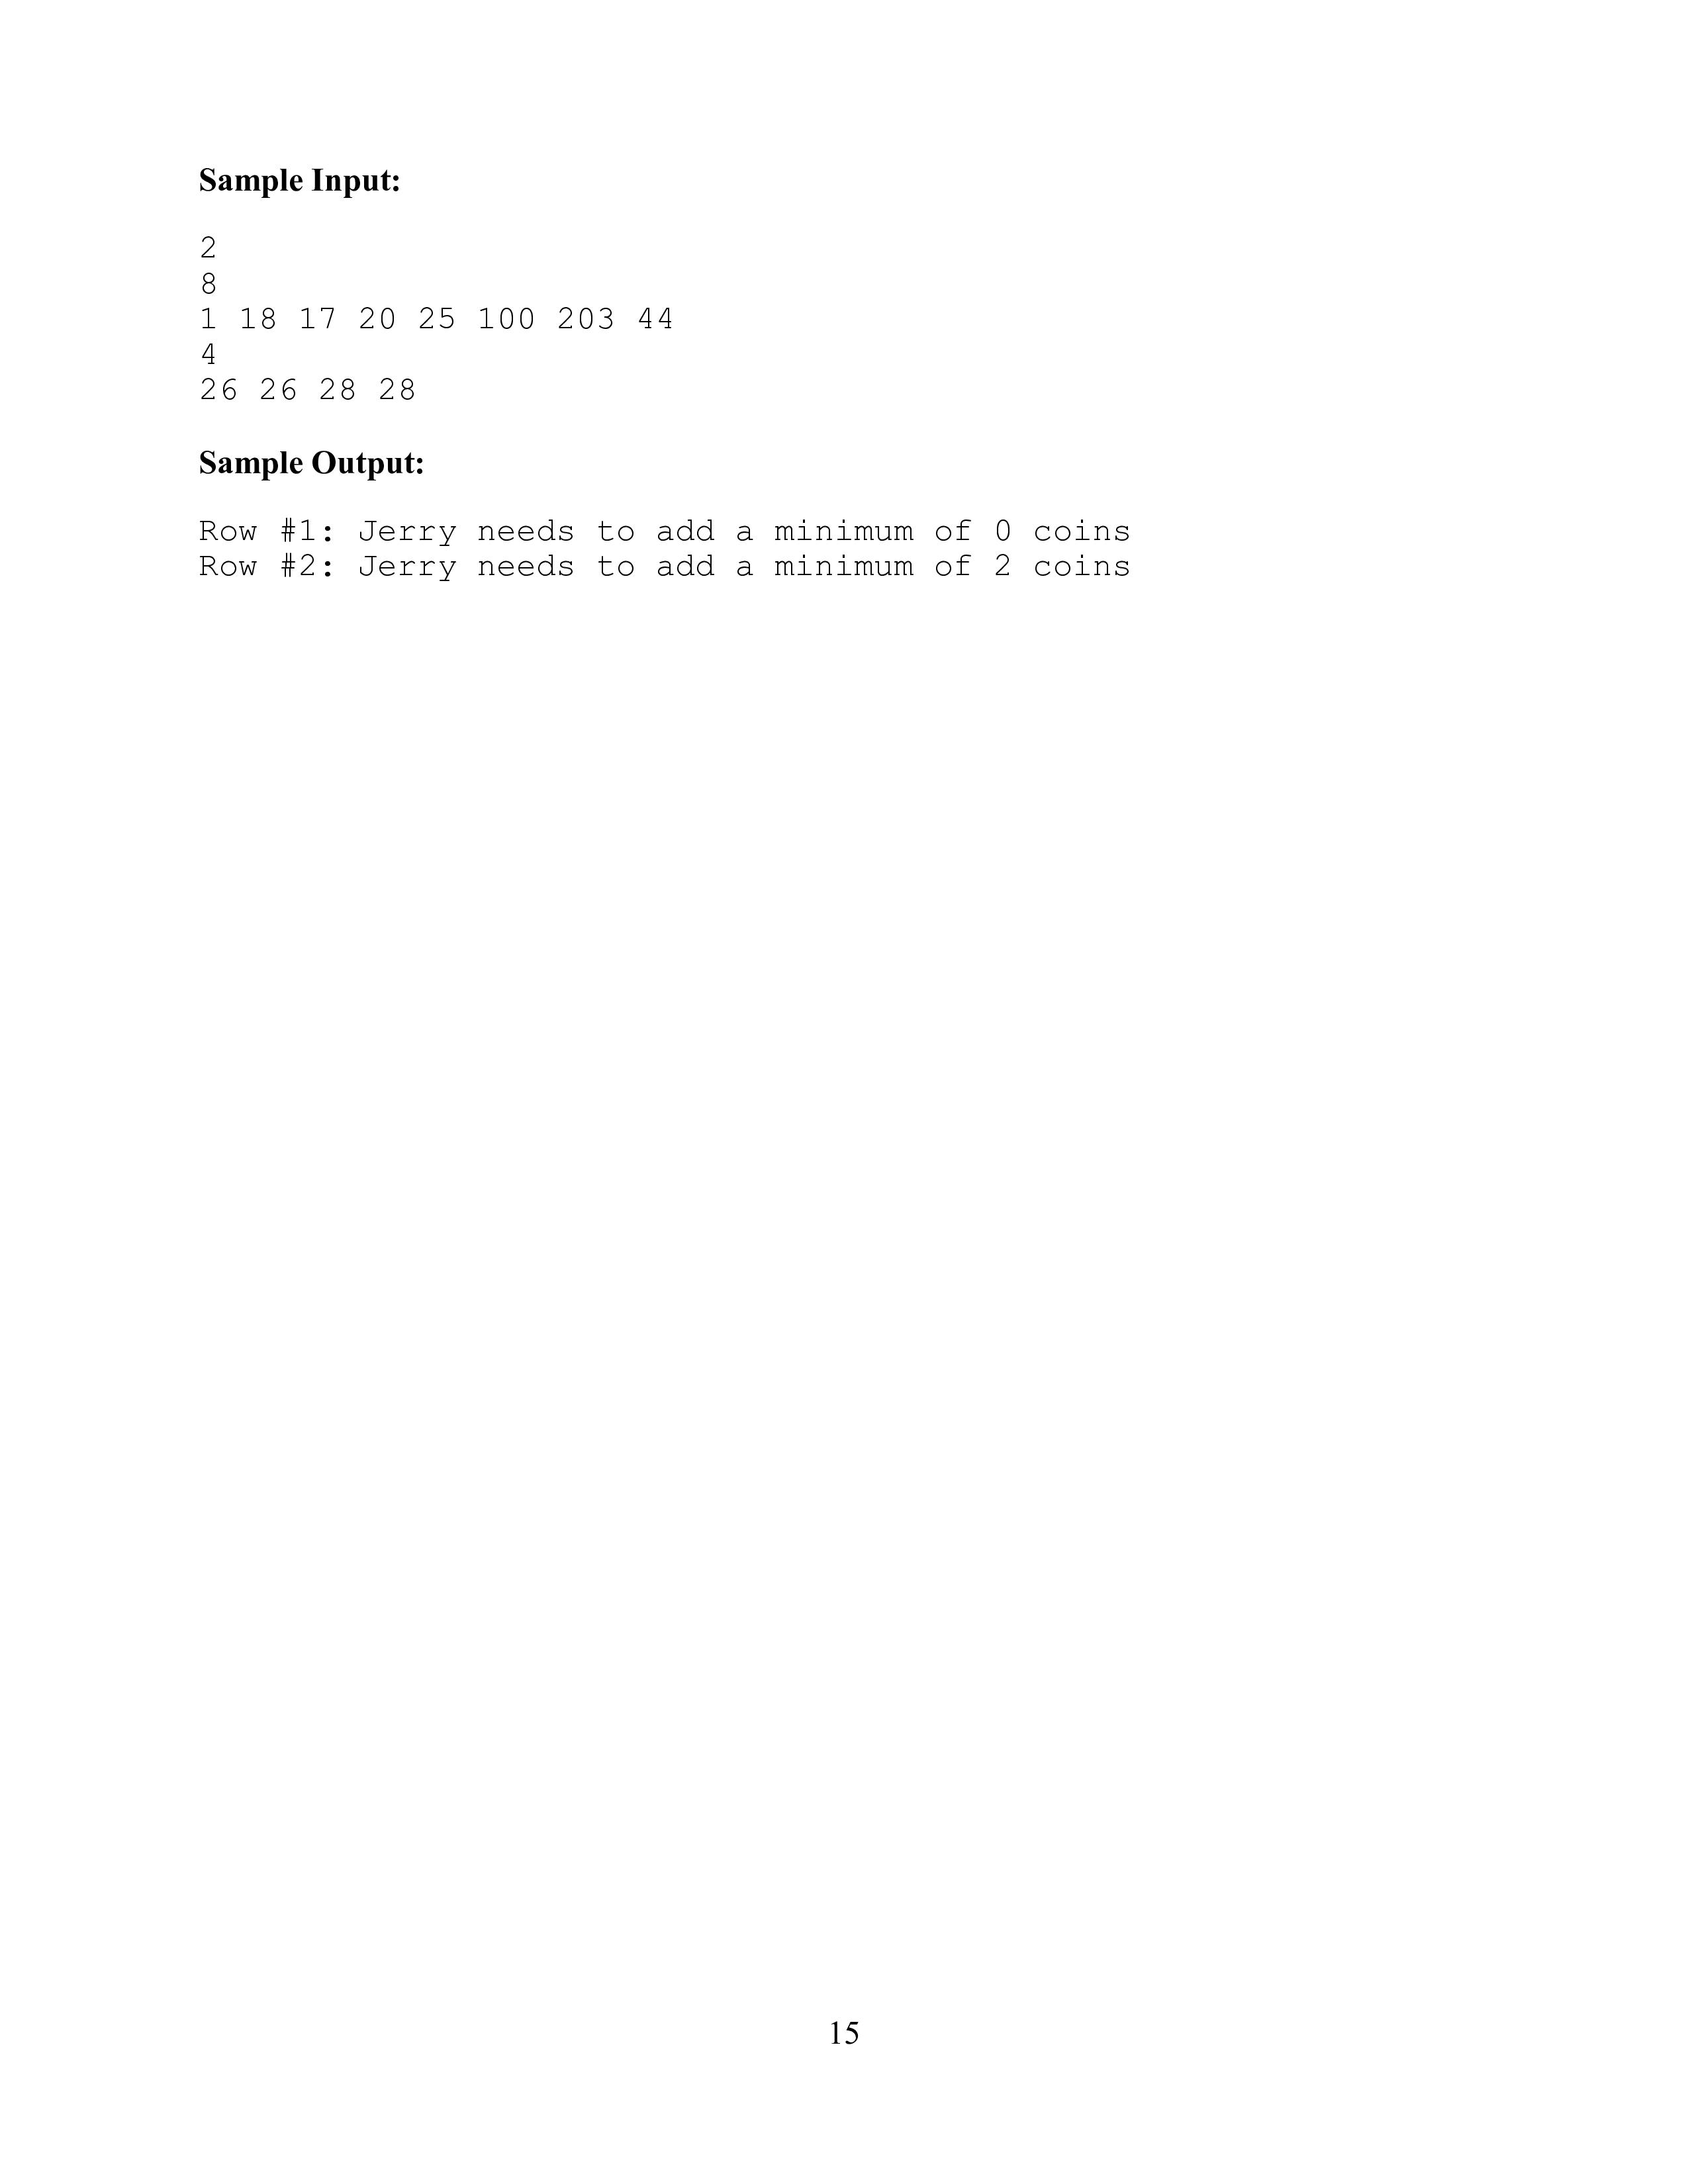 Sample Input:
2
8
1 18 17 20 25 100 203 44
4
26 26 28 28
Sample Output:
Row #1: Jerry needs to add a minimum of 0 coins
Row #2: Jerry needs to add a minimum of 2 coins
15